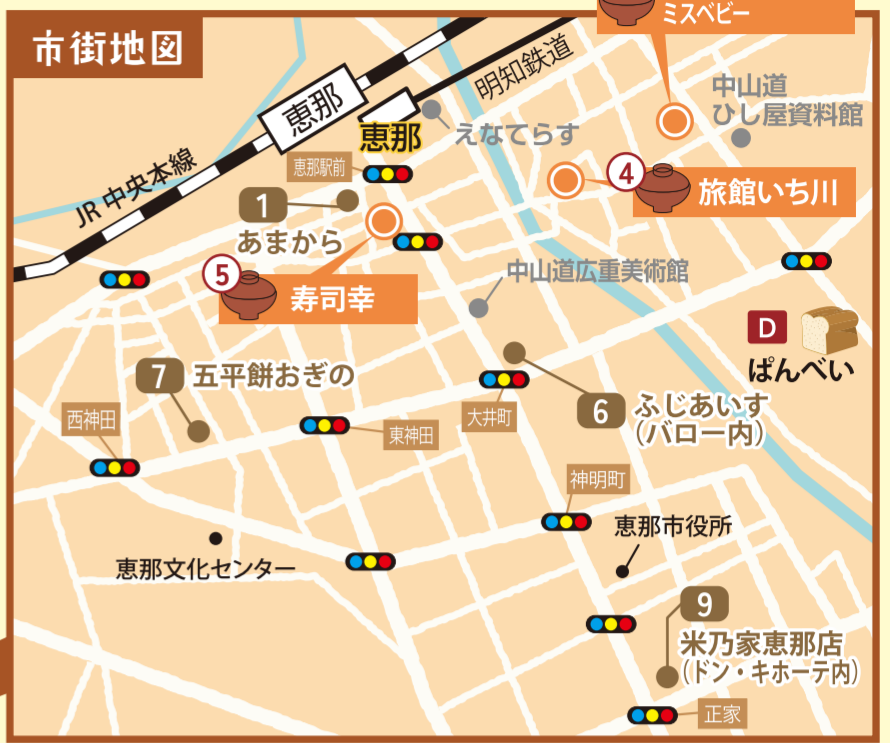 市街地図
ミスベビー
明知鉄道
中山道
ひし屋資料館
恵那
恵那
えなてらす
JR中央本線
恵那駅前
4
旅館いち川
1
あまから
5
寿司幸
中山道広重美術館
D
ぱんべい
7
五平餅おぎの
6
ふじあいす
(バロー内)
西神田
東神田
大井町
神明町
恵那市役所
恵那文化センター
9
米乃家恵那店
(ドン・キホーテ内)
正家